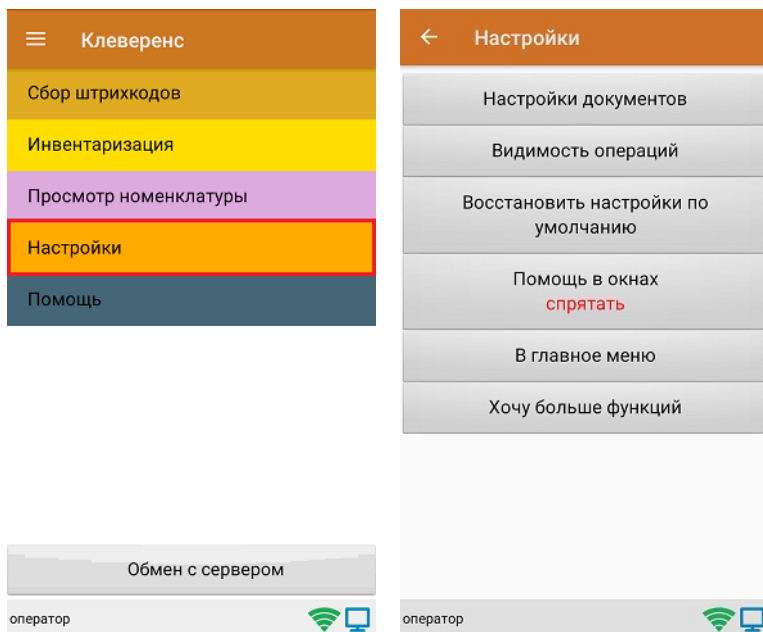 Клеверенс
Сбор штрихкодов
Инвентаризация
Просмотр номенклатуры
Настройки
Помощь
Обмен с сервером
оператор
Настройки
Настройки документов
Видимость операций
Восстановить настройки по
умолчанию
Помощь в окнах
спрятать
В главное меню
Хочу больше функций
оператор